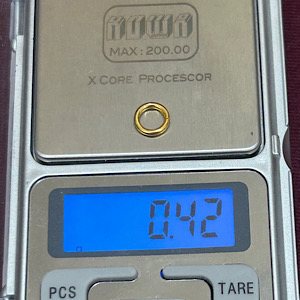 MAX: 200.00
X CORE PROCESCOR
0.42
PCS
TARE